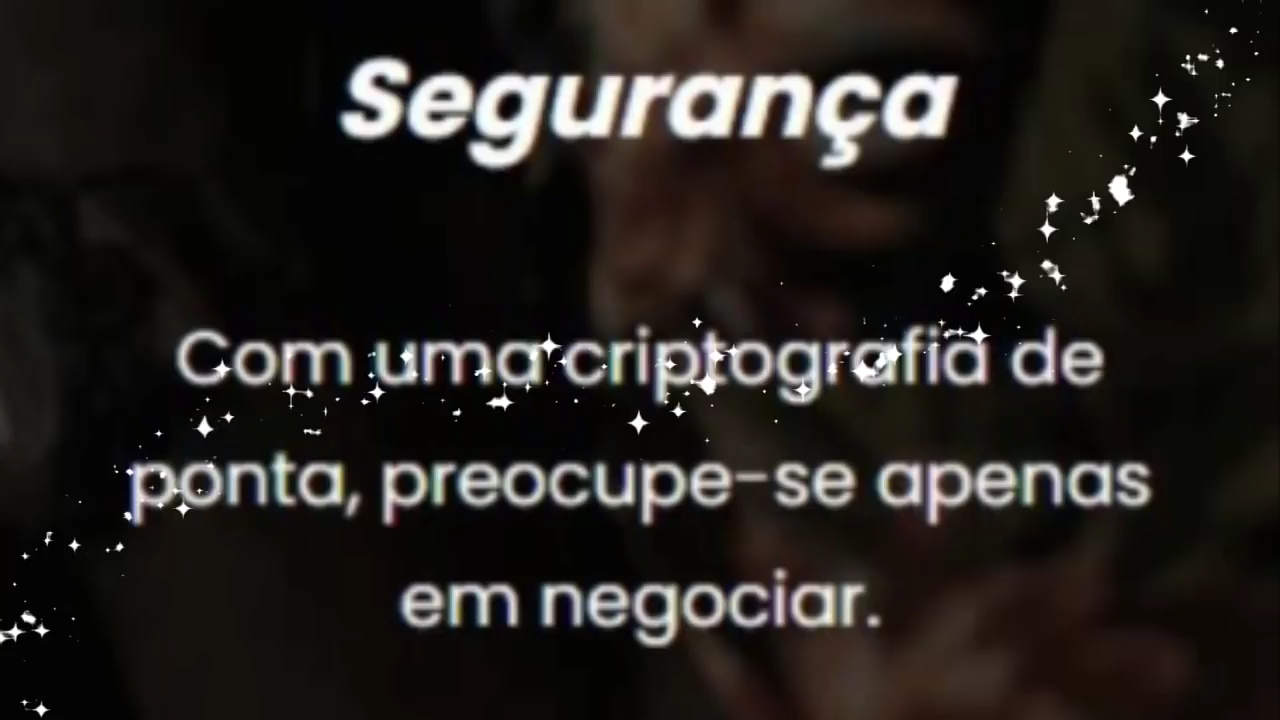 Segurança
Com uma criptografia de
ponta, preocupe-se apenas
em negociar.